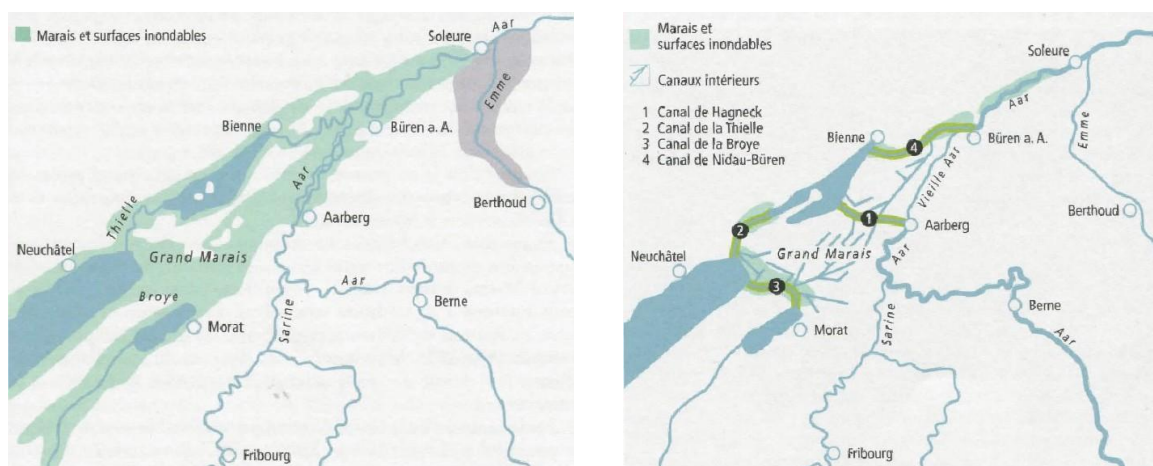 Marais et surfaces inondables
Soleure
Aar
Emme
Bienne
Büren a. A.
Aar
Berthoud
Thielle
Aarberg
Neuchâtel
Grand Marais
Aar
Broye
Berne
Morat
Sarine
Fribourg
Marais et
surfaces inondables
Canaux intérieurs
1 Canal de Hagneck
2 Canal de la Thielle
3 Canal de la Broye
4 Canal de Nidau-Büren
Soleure
Aar
Emme
Bienne
4
Büren a. A.
Vieille Aar
Berthoud
1
Aarberg
2
Neuchâtel
Grand Marais
Aar
3
Berne
Morat
Sarine
Aar
Fribourg